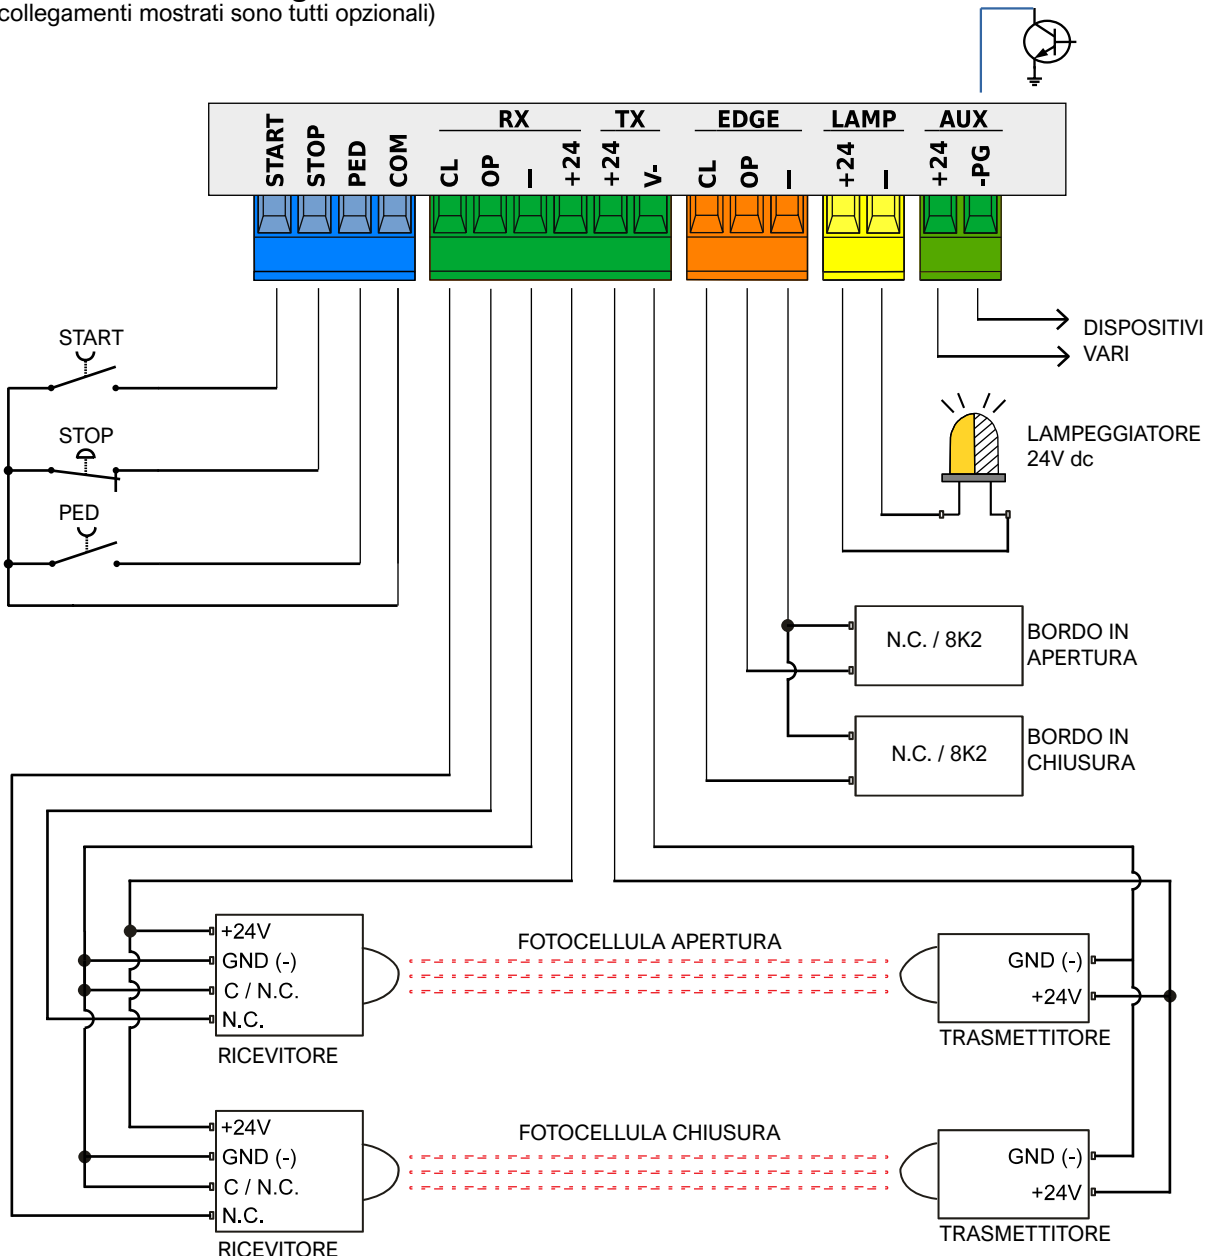 collegamenti mostrati sono tutti opzionali)
RX TX EDGE LAMP AUX
START STOP PED COM CL OP – +24 +24 V- CL OP – +24 – +24 -PG
START
STOP
PED
DISPOSITIVI
VARI
LAMPEGGIATORE
24V dc
N.C. / 8K2
BORDO IN
APERTURA
N.C. / 8K2
BORDO IN
CHIUSURA
+24V
GND (-)
C / N.C.
N.C.
RICEVITORE
FOTOCELLULA APERTURA
GND (-)
+24V
TRASMETTITORE
+24V
GND (-)
C / N.C.
N.C.
RICEVITORE
FOTOCELLULA CHIUSURA
GND (-)
+24V
TRASMETTITORE